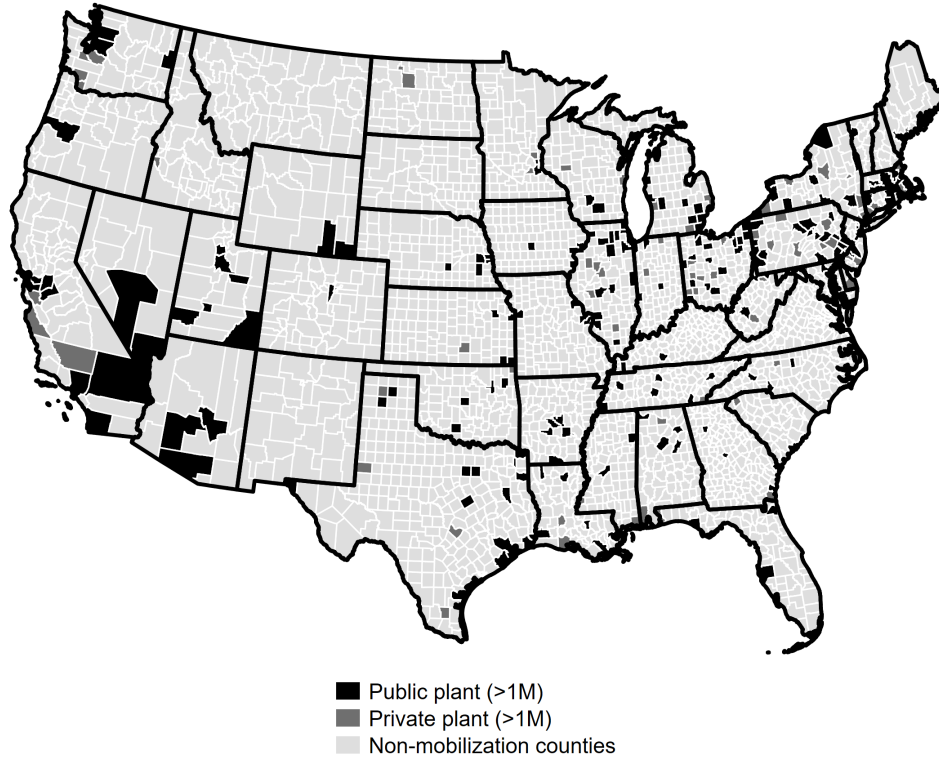 Public plant (>1M)
Private plant (>1M)
Non-mobilization counties